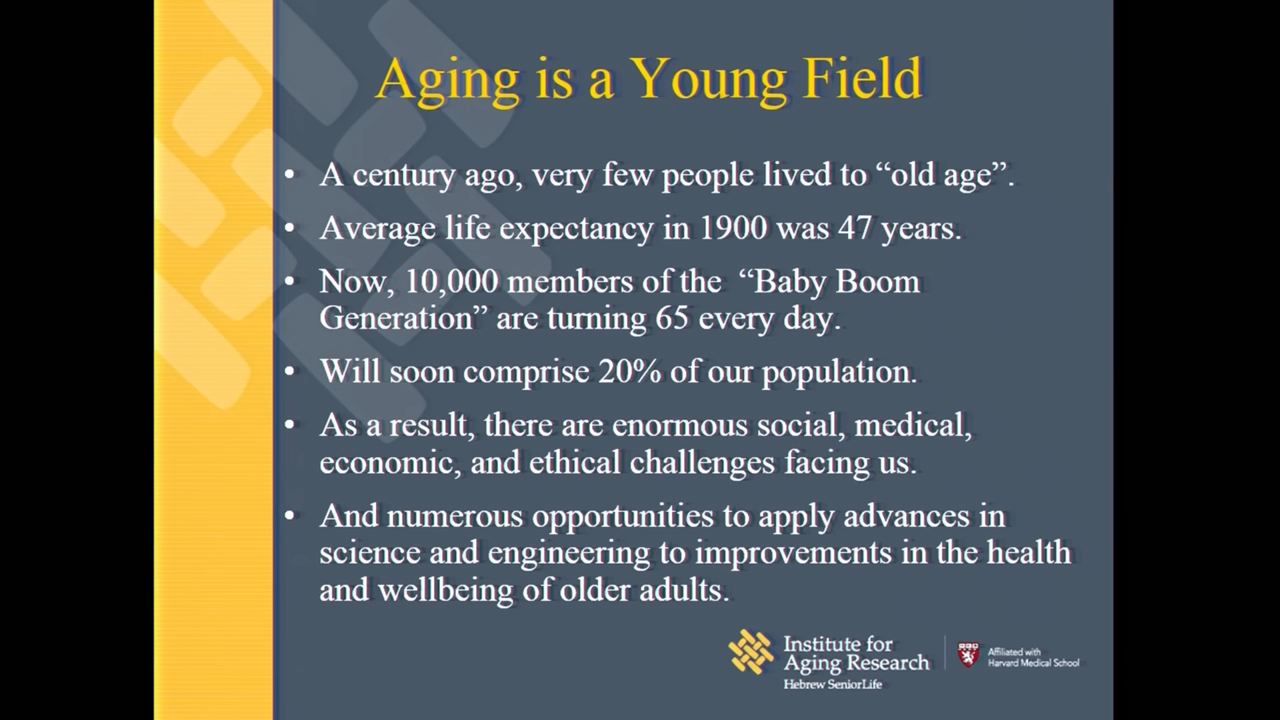 Aging is a Young Field
• A century ago, very few people lived to “old age”.
• Average life expectancy in 1900 was 47 years.
• Now, 10,000 members of the “Baby Boom
Generation” are turning 65 every day.
• Will soon comprise 20% of our population.
• As a result, there are enormous social, medical,
economic, and ethical challenges facing us.
• And numerous opportunities to apply advances in
science and engineering to improvements in the health
and wellbeing of older adults.
Institute for
Aging Research
Hebrew SeniorLife
Affiliated with
Harvard Medical School